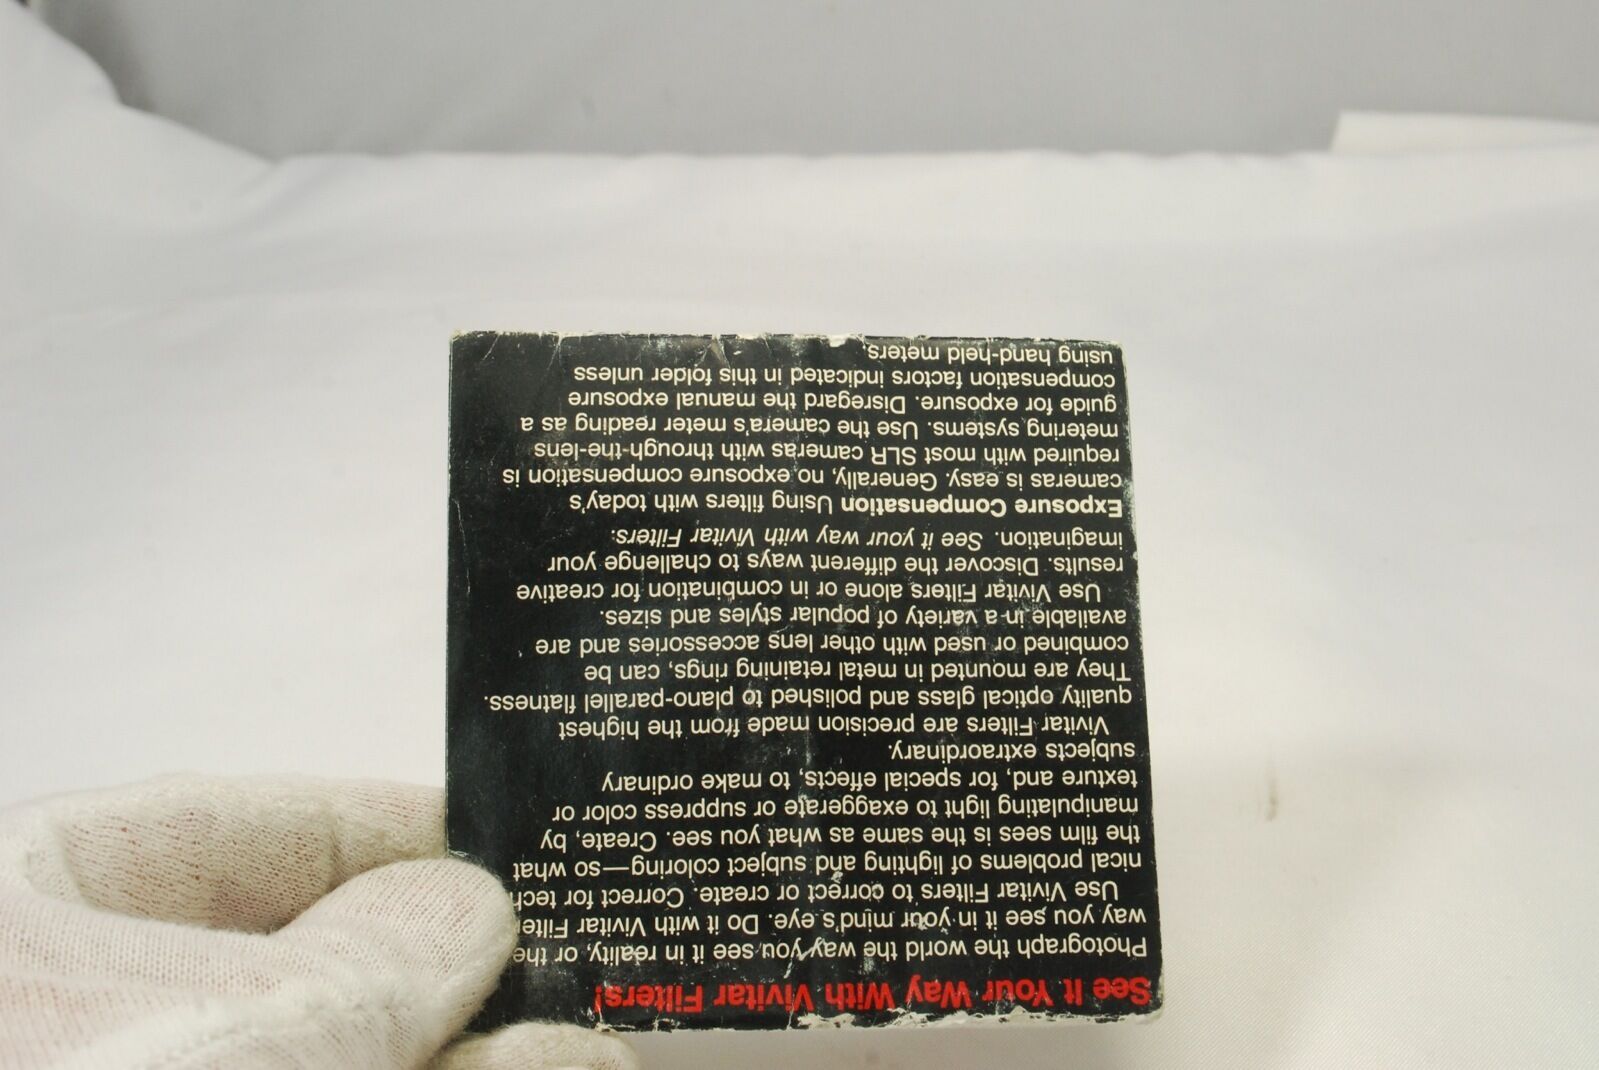 See It Your Way With Vivitar Filters!
Photograph the world the way you see it in reality, or the
way you see it in your mind's eye. Do it with Vivitar Filter
Use Vivitar Filters to correct or create. Correct for tech
nical problems of lighting and subject coloring—so what
the film sees is the same as what you see. Create, by
manipulating light to exaggerate or suppress color or
texture and, for special effects, to make ordinary
subjects extraordinary.
Vivitar Filters are precision made from the highest
quality optical glass and polished to plano-parallel flatness.
They are mounted in metal retaining rings, can be
combined or used with other lens accessories and are
available in a variety of popular styles and sizes.
Use Vivitar Filters alone or in combination for creative
results. Discover the different ways to challenge your
imagination. See it your way with Vivitar Filters.
Exposure Compensation Using filters with today's
cameras is easy. Generally, no exposure compensation is
required with most SLR cameras with through-the-lens
metering systems. Use the camera's meter reading as a
guide for exposure. Disregard the manual exposure
compensation factors indicated in this folder unless
using hand-held meters.